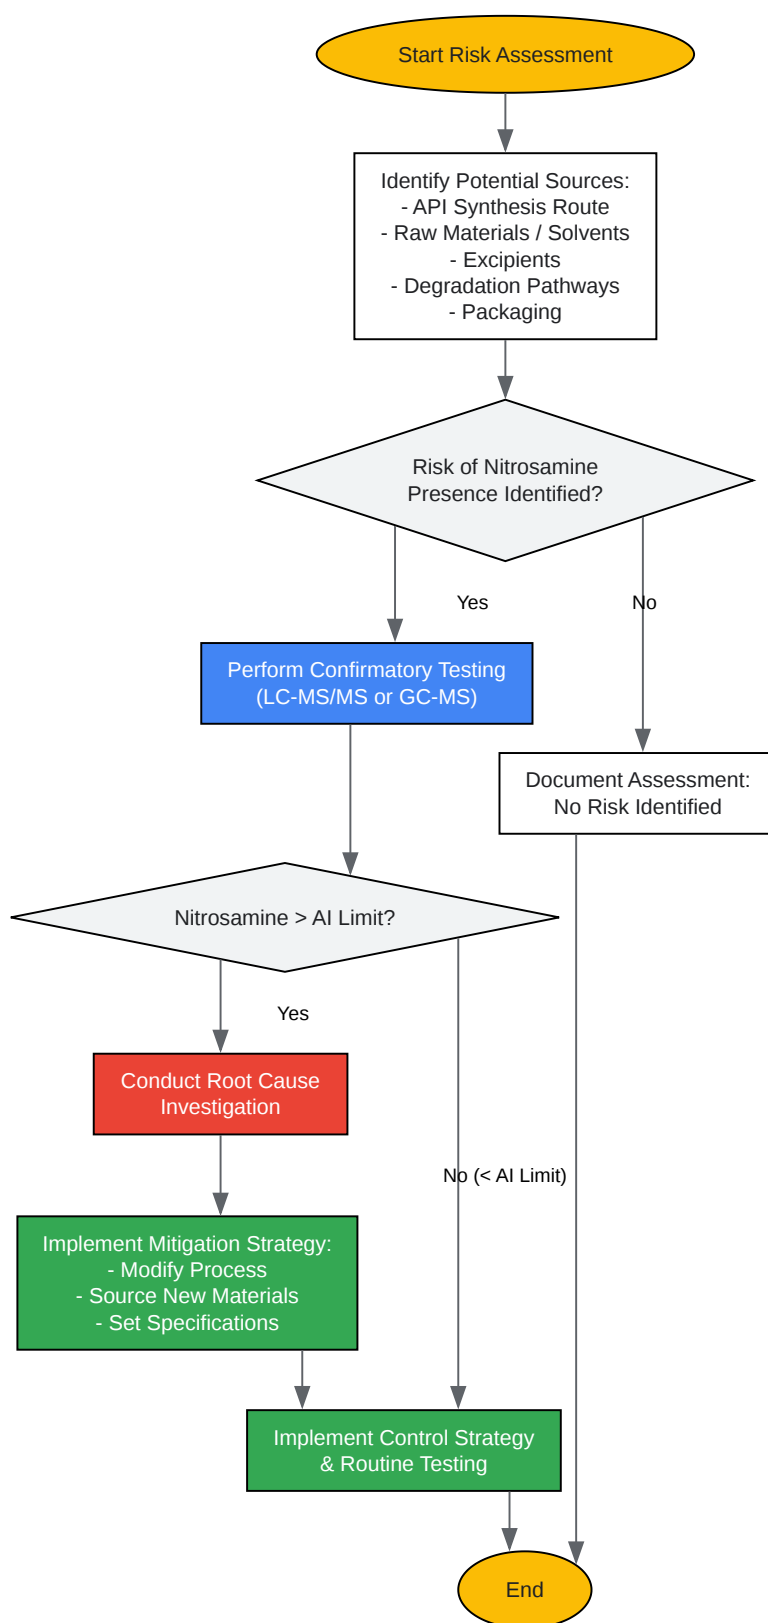 Start Risk Assessment
Identify Potential Sources:
- API Synthesis Route
- Raw Materials / Solvents
- Excipients
- Degradation Pathways
- Packaging
Risk of Nitrosamine
Presence Identified?
Yes
No
Perform Confirmatory Testing
(LC-MS/MS or GC-MS)
Document Assessment:
No Risk Identified
Nitrosamine > AI Limit?
Yes
Conduct Root Cause
Investigation
No (< AI Limit)
Implement Mitigation Strategy:
- Modify Process
- Source New Materials
- Set Specifications
Implement Control Strategy
& Routine Testing
End